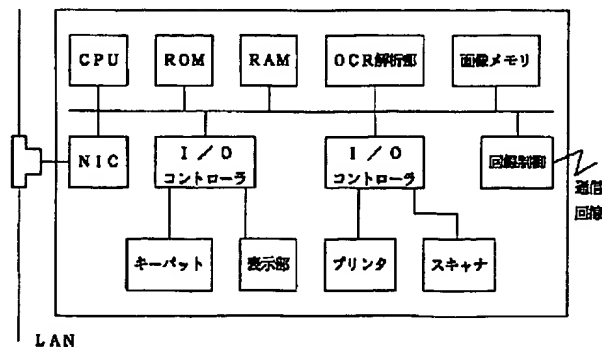 CPU
ROM
RAM
OCR解析部
画像メモリ
NIC
I/O
コントローラ
I/O
コントローラ
回線制御
通信
回線
キーパット
表示部
プリンタ
スキャナ
LAN